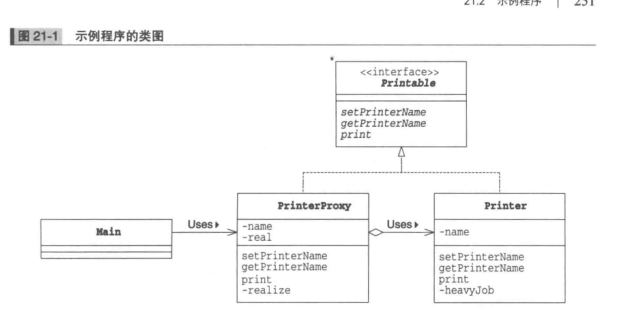 21.2 示例程序 | 251
图 21-1 示例程序的类图
<<interface>>
Printable
setPrinterName
getPrinterName
print
Main
Uses
PrinterProxy
-name
-real
setPrinterName
getPrinterName
print
-realize
Uses
Printer
-name
setPrinterName
getPrinterName
print
-heavyJob